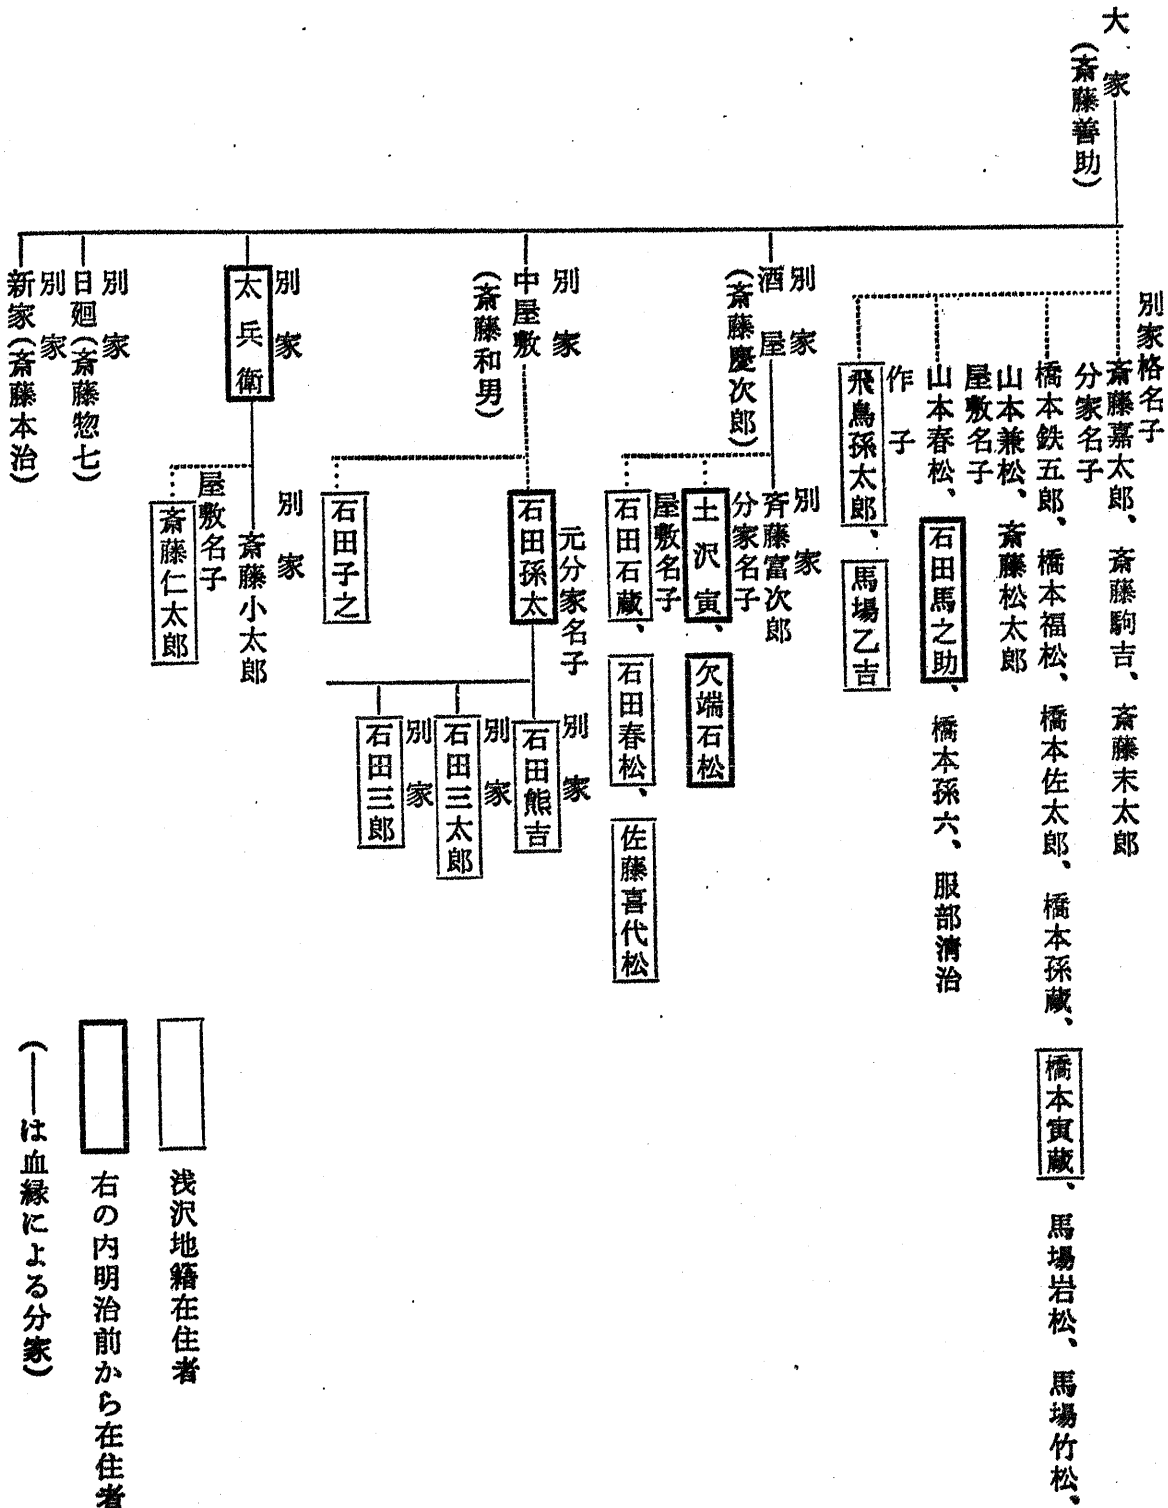 大家
(斎藤善助)
別家格名子
斎藤嘉太郎、斎藤駒吉、斎藤末太郎
分家名子
橋本鉄五郎、橋本福松、橋本佐太郎、橋本孫蔵、橋本寅蔵、馬場岩松、馬場竹松、
山本兼松、斎藤松太郎
屋敷名子
山本春松、石田馬之助、橋本孫六、服部清治
作子
飛鳥孫太郎、馬場乙吉
別家
酒屋
(斎藤慶次郎)
別家
斉藤富次郎
分家名子
土沢寅、欠端石松
屋敷名子
石田石蔵、石田春松、佐藤喜代松
別家
中屋敷
(斎藤和男)
元分家名子
石田孫太
別家
石田熊吉
別家
石田三太郎
別家
石田三郎
石田子之
別家
太兵衛
別家
斎藤小太郎
屋敷名子
斎藤仁太郎
別家
日廻(斎藤惣七)
別家
新家(斎藤本治)
浅沢地籍在住者
右の内明治前から在住者
(――は血縁による分家)